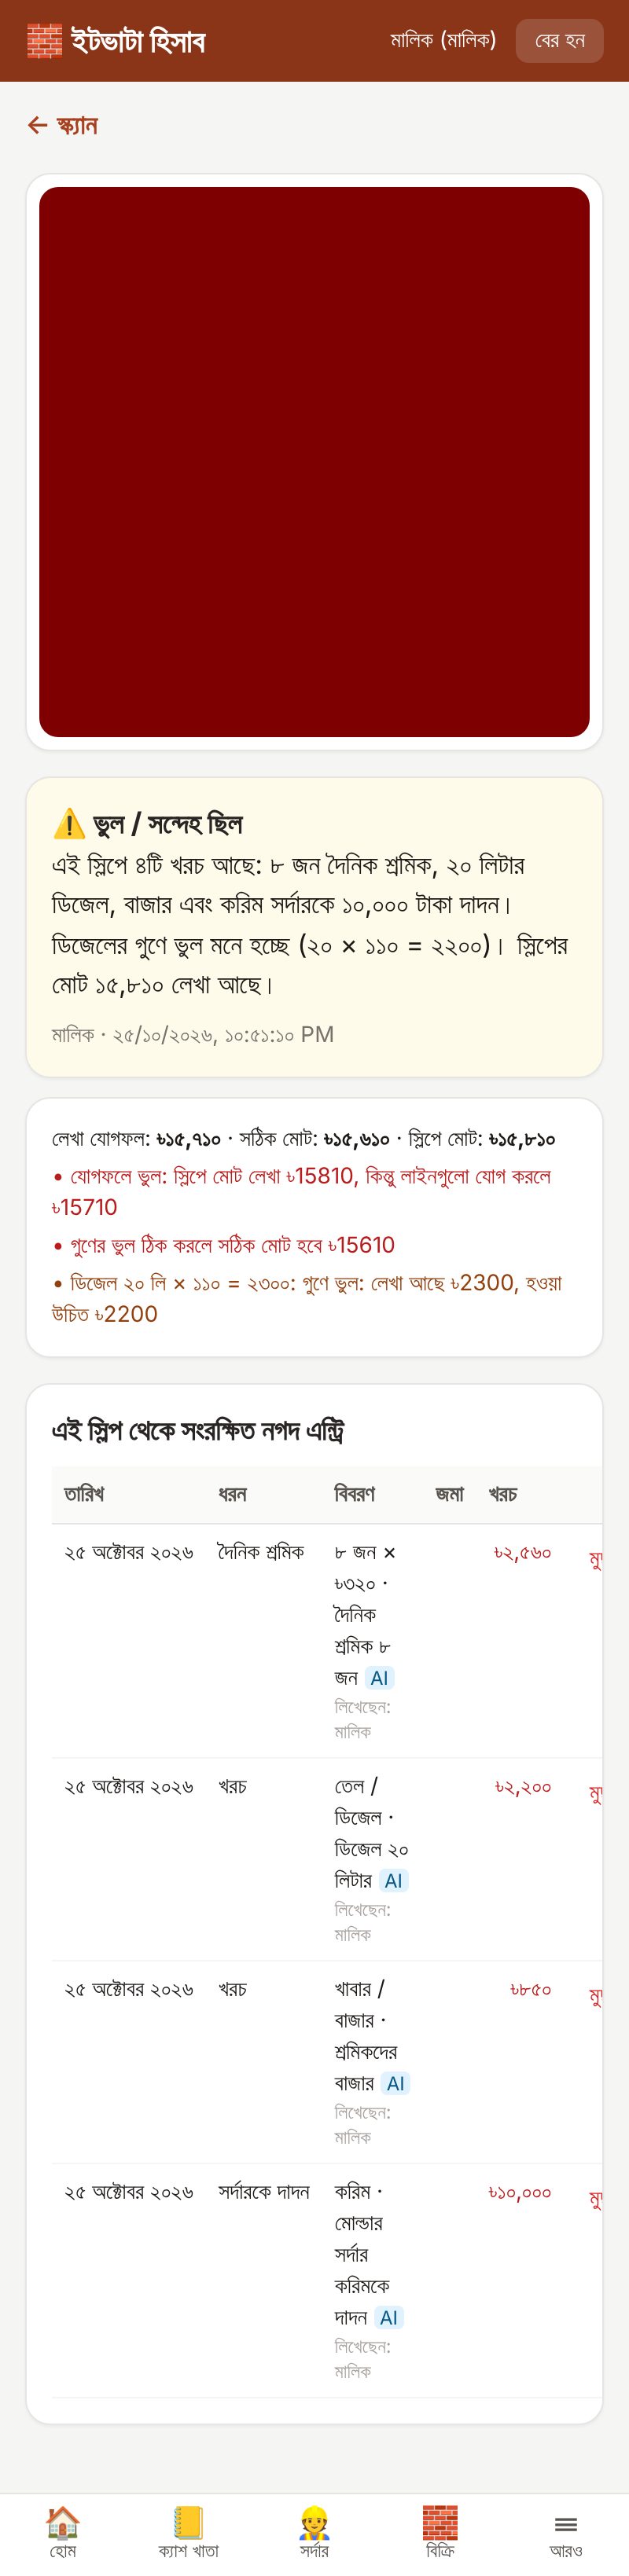 🧱 ইটভাটা হিসাব
মালিক (মালিক)
বের হন
← স্ক্যান
⚠️ ভুল / সন্দেহ ছিল
এই স্লিপে ৪টি খরচ আছে: ৮ জন দৈনিক শ্রমিক, ২০ লিটার
ডিজেল, বাজার এবং করিম সর্দারকে ১০,০০০ টাকা দাদন।
ডিজেলের গুণে ভুল মনে হচ্ছে (২০ × ১১০ = ২২০০)। স্লিপের
মোট ১৫,৮১০ লেখা আছে।
মালিক · ২৫/১০/২০২৬, ১০:৫১:১০ PM
লেখা যোগফল: ৳১৫,৭১০ · সঠিক মোট: ৳১৫,৬১০ · স্লিপে মোট: ৳১৫,৮১০
• যোগফলে ভুল: স্লিপে মোট লেখা ৳15810, কিন্তু লাইনগুলো যোগ করলে
৳15710
• গুণের ভুল ঠিক করলে সঠিক মোট হবে ৳15610
• ডিজেল ২০ লি × ১১০ = ২৩০০: গুণে ভুল: লেখা আছে ৳2300, হওয়া
উচিত ৳2200
এই স্লিপ থেকে সংরক্ষিত নগদ এন্ট্রি
তারিখ ধরন বিবরণ জমা খরচ
২৫ অক্টোবর ২০২৬ দৈনিক শ্রমিক ৮ জন × ৳২,৫৬০
৳৩২০ ·
দৈনিক
শ্রমিক ৮
জন AI
লিখেছেন:
মালিক
২৫ অক্টোবর ২০২৬ খরচ তেল / ৳২,২০০
ডিজেল ·
ডিজেল ২০
লিটার AI
লিখেছেন:
মালিক
২৫ অক্টোবর ২০২৬ খরচ খাবার / ৳৮৫০
বাজার ·
শ্রমিকদের
বাজার AI
লিখেছেন:
মালিক
২৫ অক্টোবর ২০২৬ সর্দারকে দাদন করিম · ৳১০,০০০
মোল্ডার
সর্দার
করিমকে
দাদন AI
লিখেছেন:
মালিক
হোম
ক্যাশ খাতা
সর্দার
বিক্রি
আরও